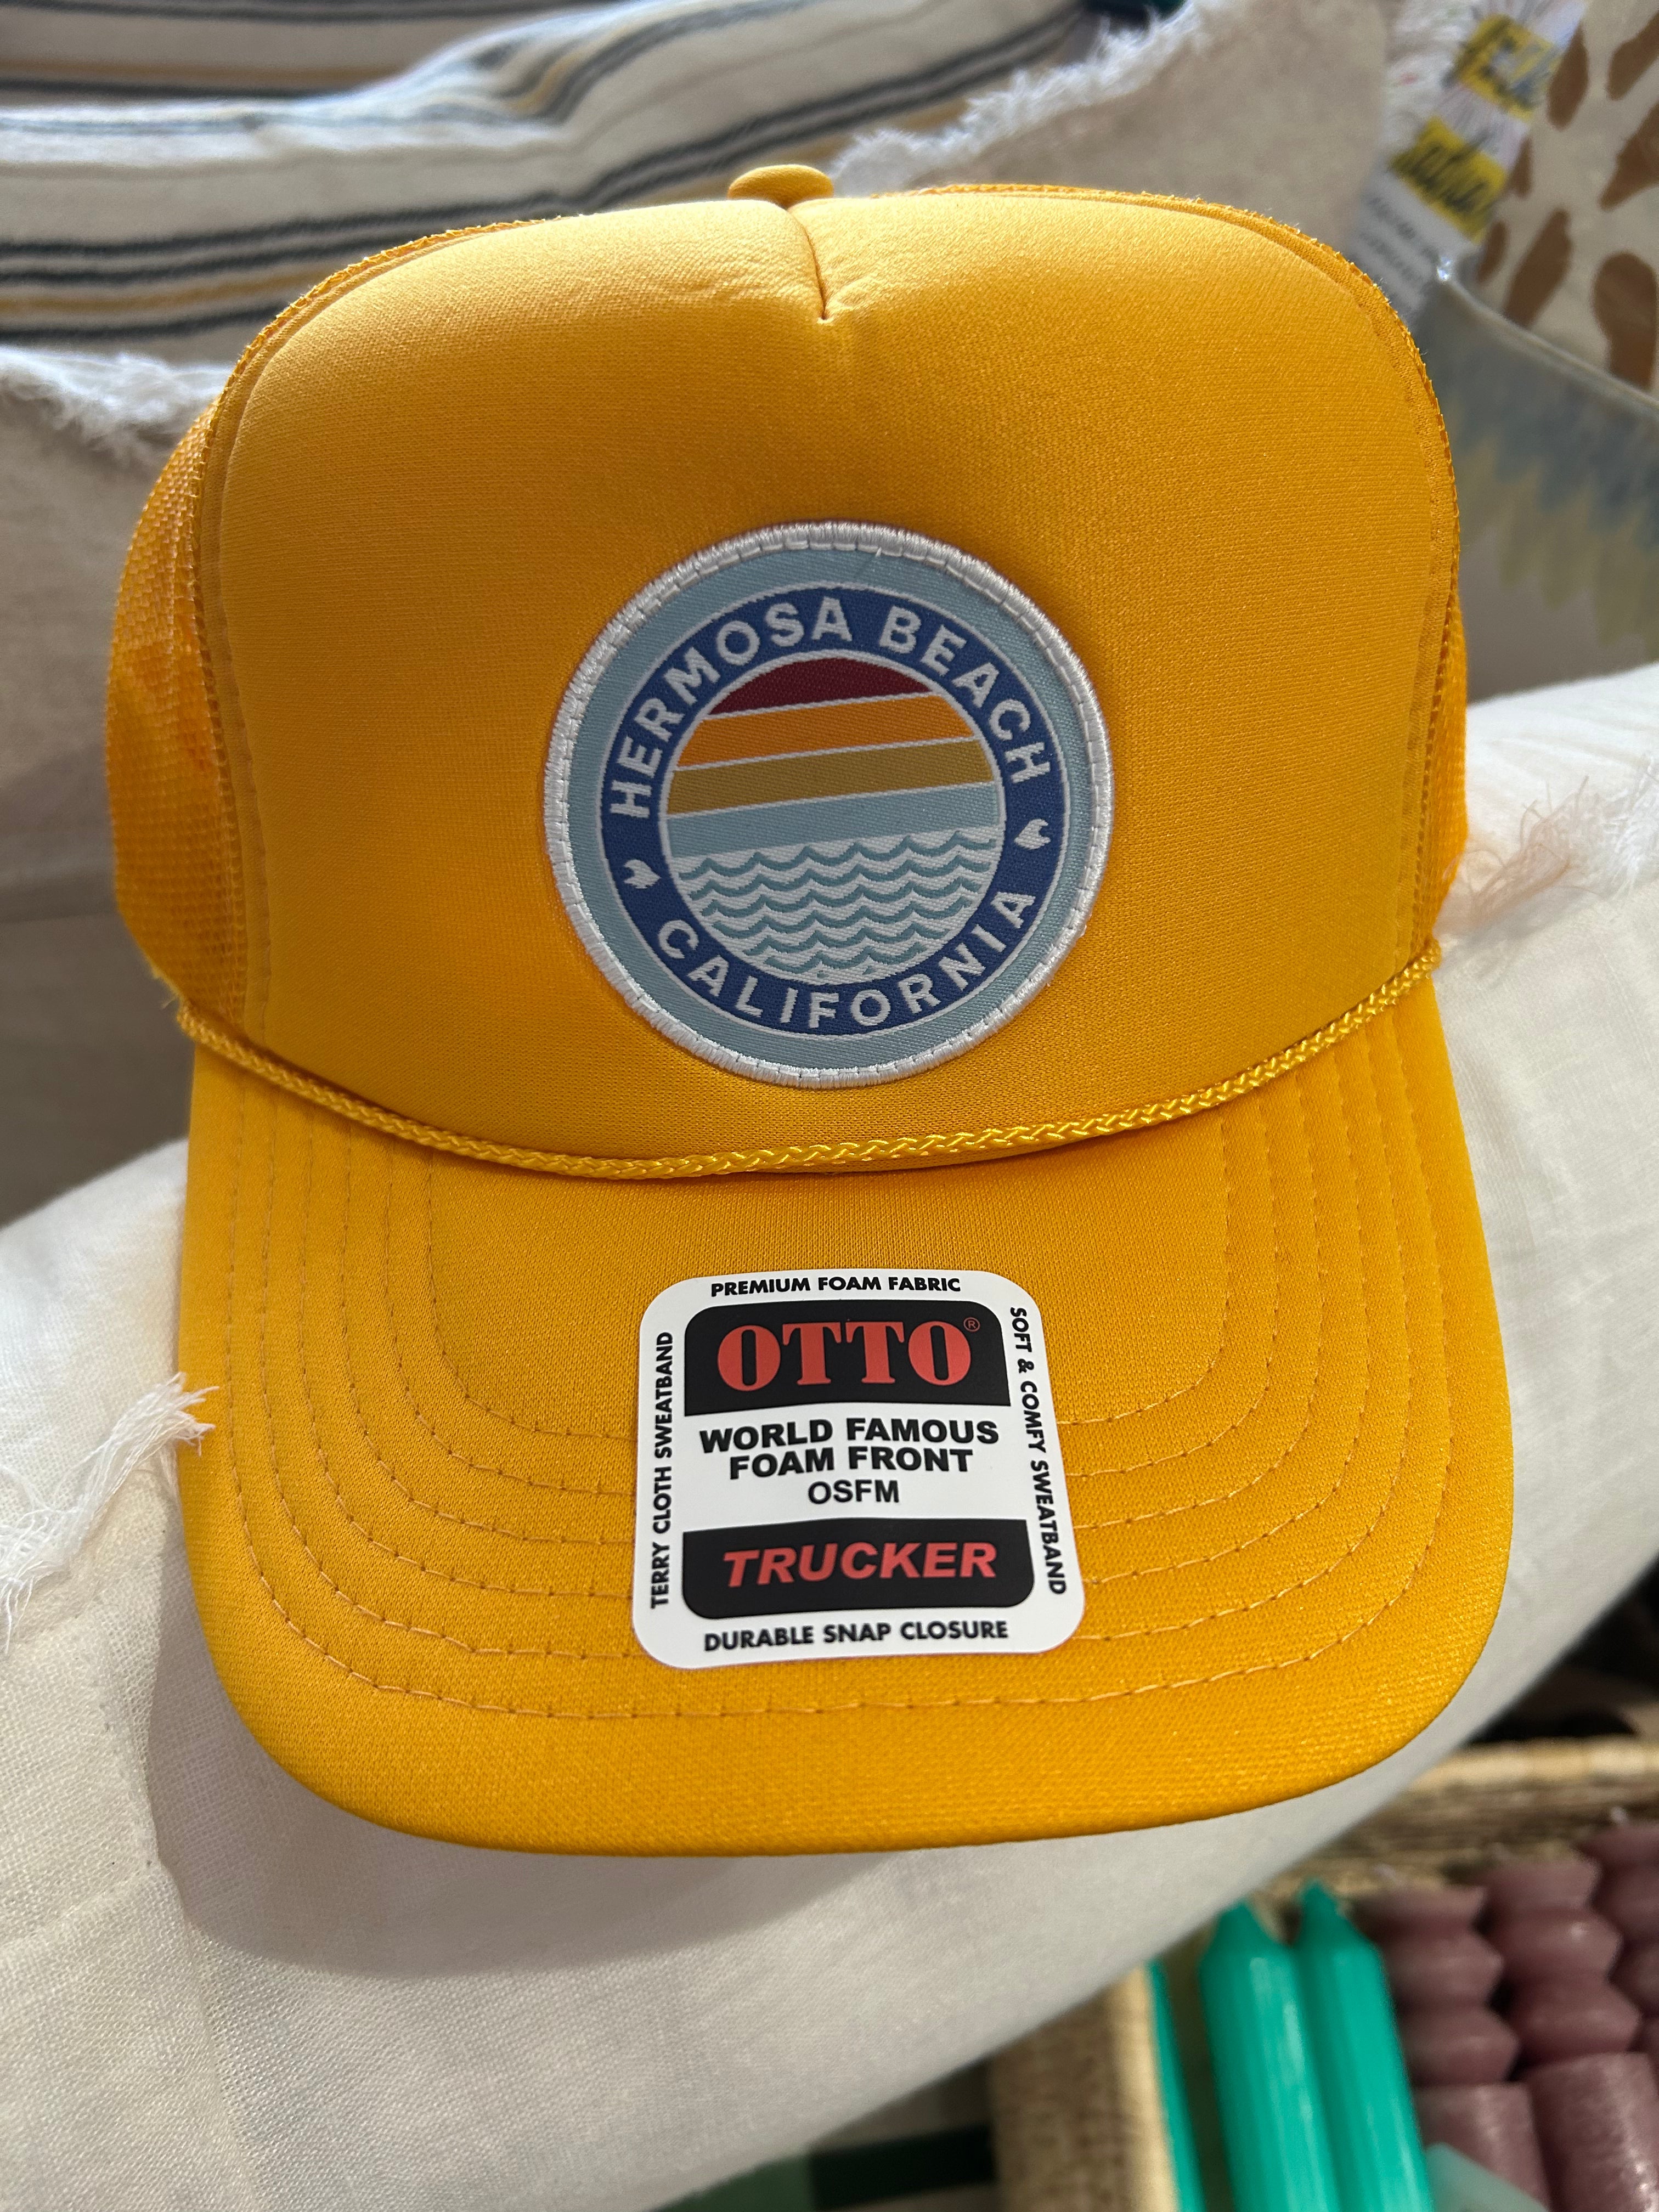 HERMOSA BEACH
CALIFORNIA
PREMIUM FOAM FABRIC
TERRY CLOTH SWEATBAND
OTTO®
WORLD FAMOUS
FOAM FRONT
OSFM
TRUCKER
SOFT & COMFY SWEATBAND
DURABLE SNAP CLOSURE